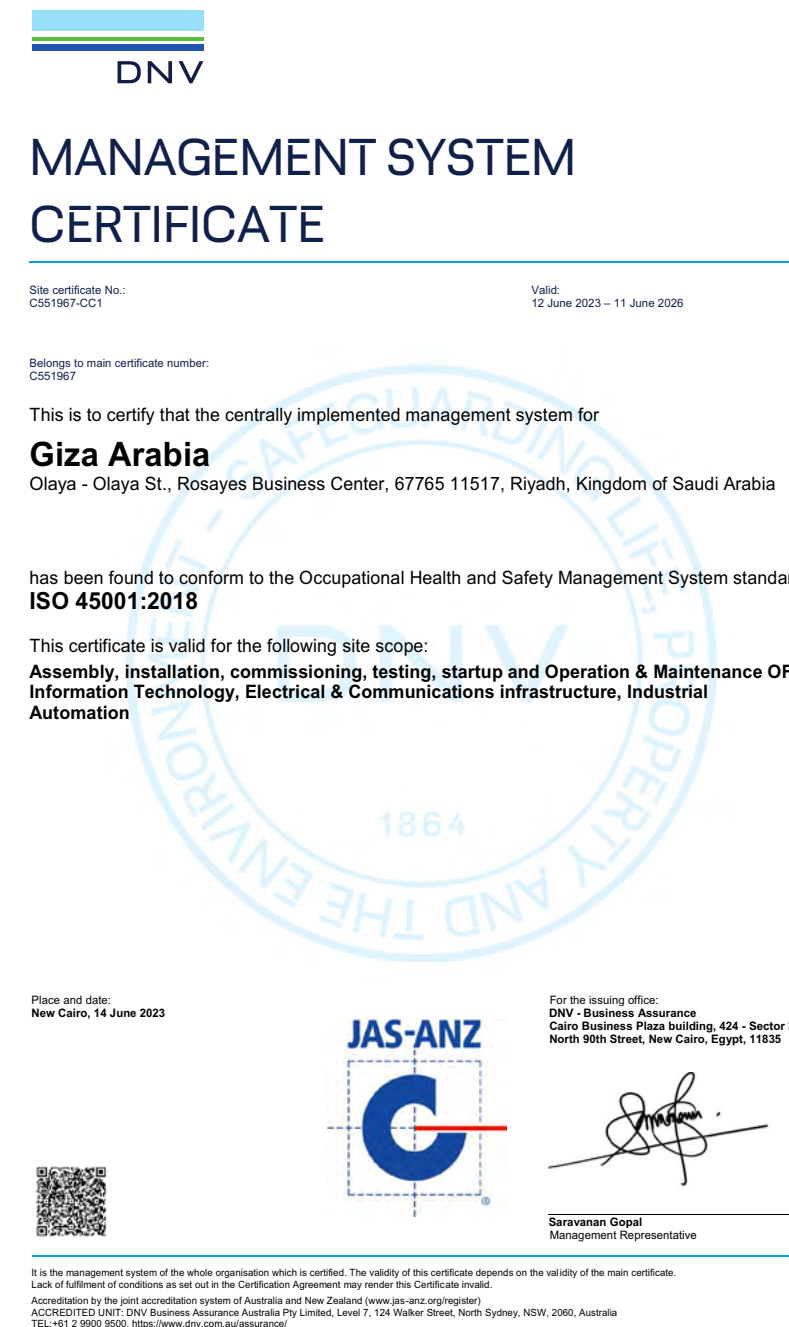 DNV
MANAGEMENT SYSTEM
CERTIFICATE
Site certificate No.:
C551967-CC1
Valid:
12 June 2023 – 11 June 2026
Belongs to main certificate number:
C551967
This is to certify that the centrally implemented management system for
Giza Arabia
Olaya - Olaya St., Rosayes Business Center, 67765 11517, Riyadh, Kingdom of Saudi Arabia
has been found to conform to the Occupational Health and Safety Management System standar
ISO 45001:2018
This certificate is valid for the following site scope:
Assembly, installation, commissioning, testing, startup and Operation & Maintenance OF
Information Technology, Electrical & Communications infrastructure, Industrial
Automation
SAFEGUARDING LIFE, PROPERTY AND THE ENVIRONMENT
DNV
1864
Place and date:
New Cairo, 14 June 2023
JAS-ANZ
®
For the issuing office:
DNV - Business Assurance
Cairo Business Plaza building, 424 - Sector
North 90th Street, New Cairo, Egypt, 11835
Saravanan Gopal
Management Representative
It is the management system of the whole organisation which is certified. The validity of this certificate depends on the validity of the main certificate.
Lack of fulfilment of conditions as set out in the Certification Agreement may render this Certificate invalid.
Accreditation by the joint accreditation system of Australia and New Zealand (www.jas-anz.org/register)
ACCREDITED UNIT: DNV Business Assurance Australia Pty Limited, Level 7, 124 Walker Street, North Sydney, NSW, 2060, Australia
TEL:+61 2 9900 9500. https://www.dnv.com.au/assurance/